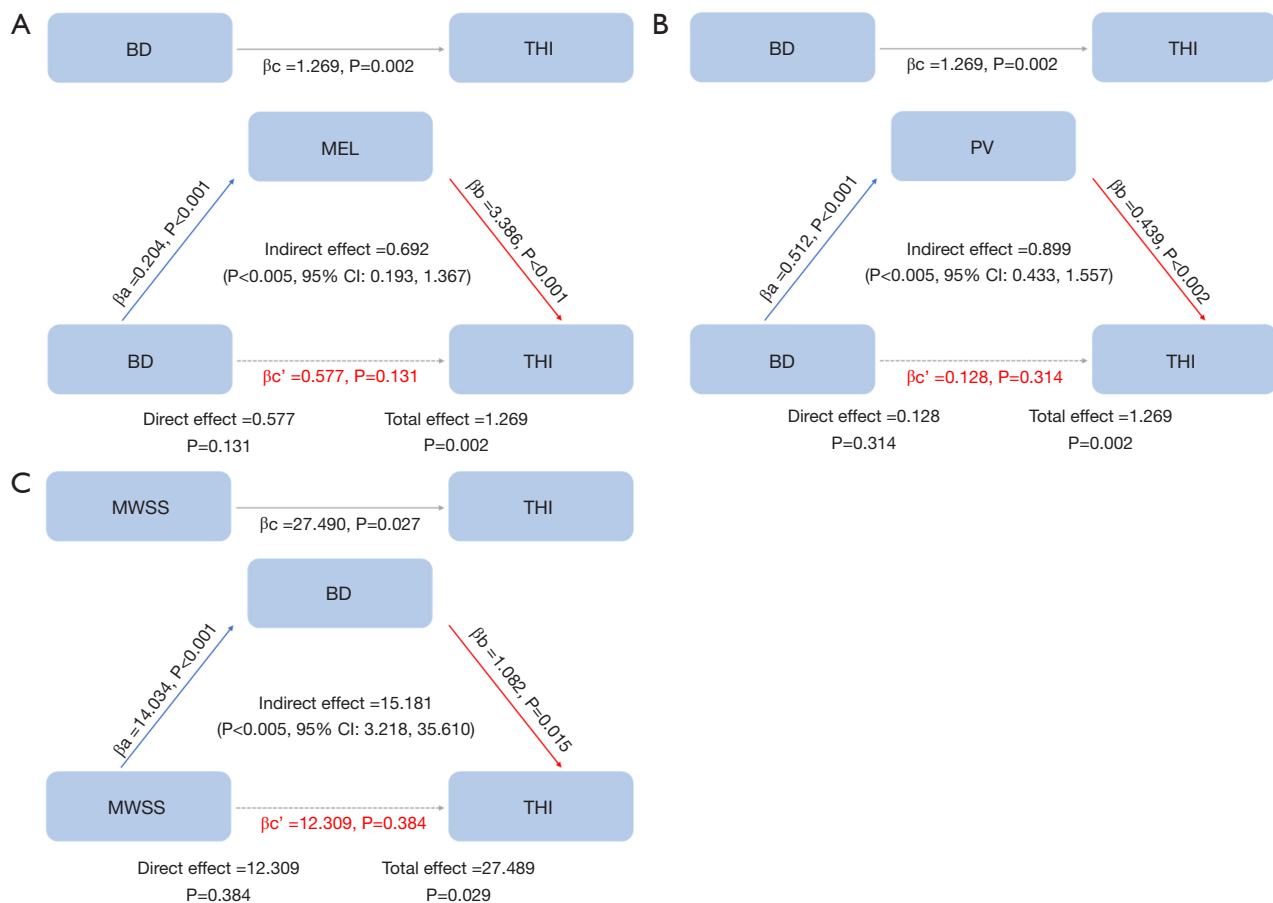 A
BD
THI
βc =1.269, P=0.002
MEL
βa =0.204, P<0.001
βb =3.386, P<0.001
Indirect effect =0.692
(P<0.005, 95% CI: 0.193, 1.367)
BD
THI
βc’ =0.577, P=0.131
Direct effect =0.577
P=0.131
Total effect =1.269
P=0.002
B
BD
THI
βc =1.269, P=0.002
PV
βa =0.512, P<0.001
βb =0.439, P<0.002
Indirect effect =0.899
(P<0.005, 95% CI: 0.433, 1.557)
BD
THI
βc’ =0.128, P=0.314
Direct effect =0.128
P=0.314
Total effect =1.269
P=0.002
C
MWSS
THI
βc =27.490, P=0.027
BD
βa =14.034, P<0.001
βb =1.082, P=0.015
Indirect effect =15.181
(P<0.005, 95% CI: 3.218, 35.610)
MWSS
THI
βc’ =12.309, P=0.384
Direct effect =12.309
P=0.384
Total effect =27.489
P=0.029